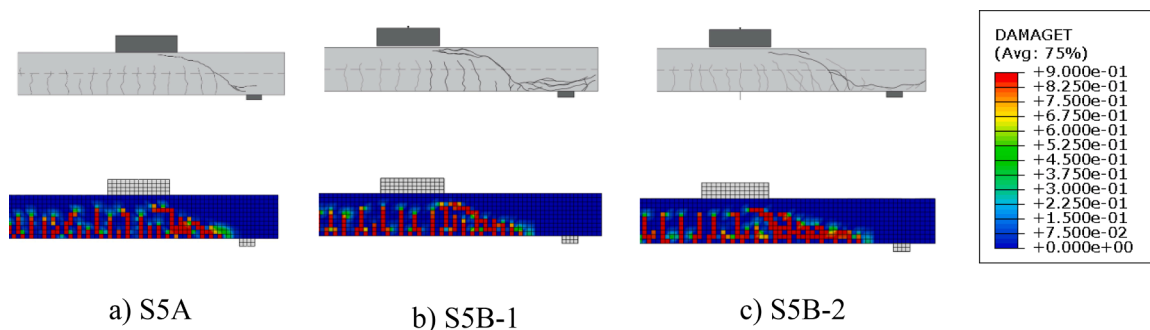 DAMAGET
(Avg: 75%)
+9.000e-01
+8.250e-01
+7.500e-01
+6.750e-01
+6.000e-01
+5.250e-01
+4.500e-01
+3.750e-01
+3.000e-01
+2.250e-01
+1.500e-01
+7.500e-02
+0.000e+00
a) S5A
b) S5B-1
c) S5B-2